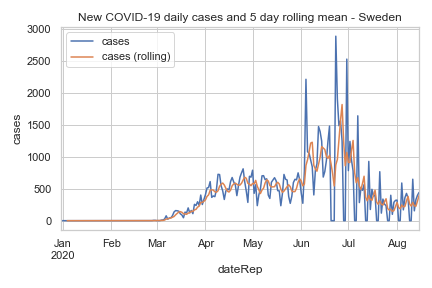 New COVID-19 daily cases and 5 day rolling mean - Sweden
cases
cases (rolling)
3000
2500
2000
1500
1000
500
0
cases
Jan Feb Mar Apr May Jun Jul Aug
2020
dateRep